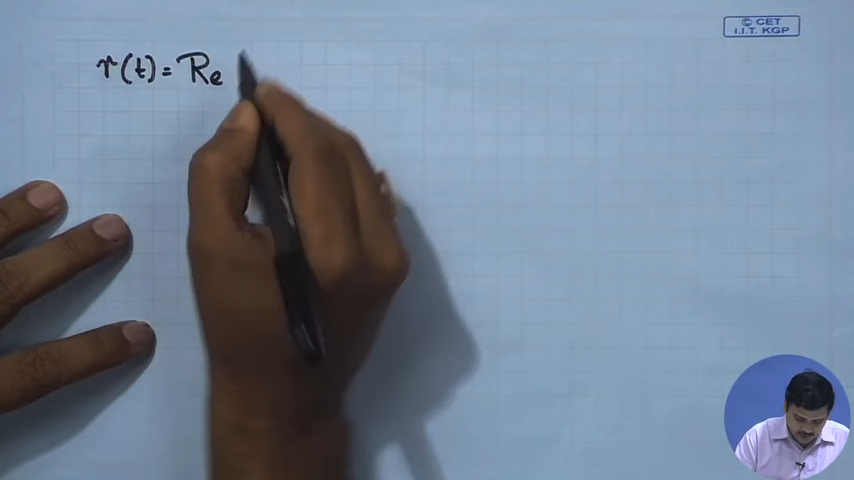 © CET
I.I.T. KGP
r(t) = Re